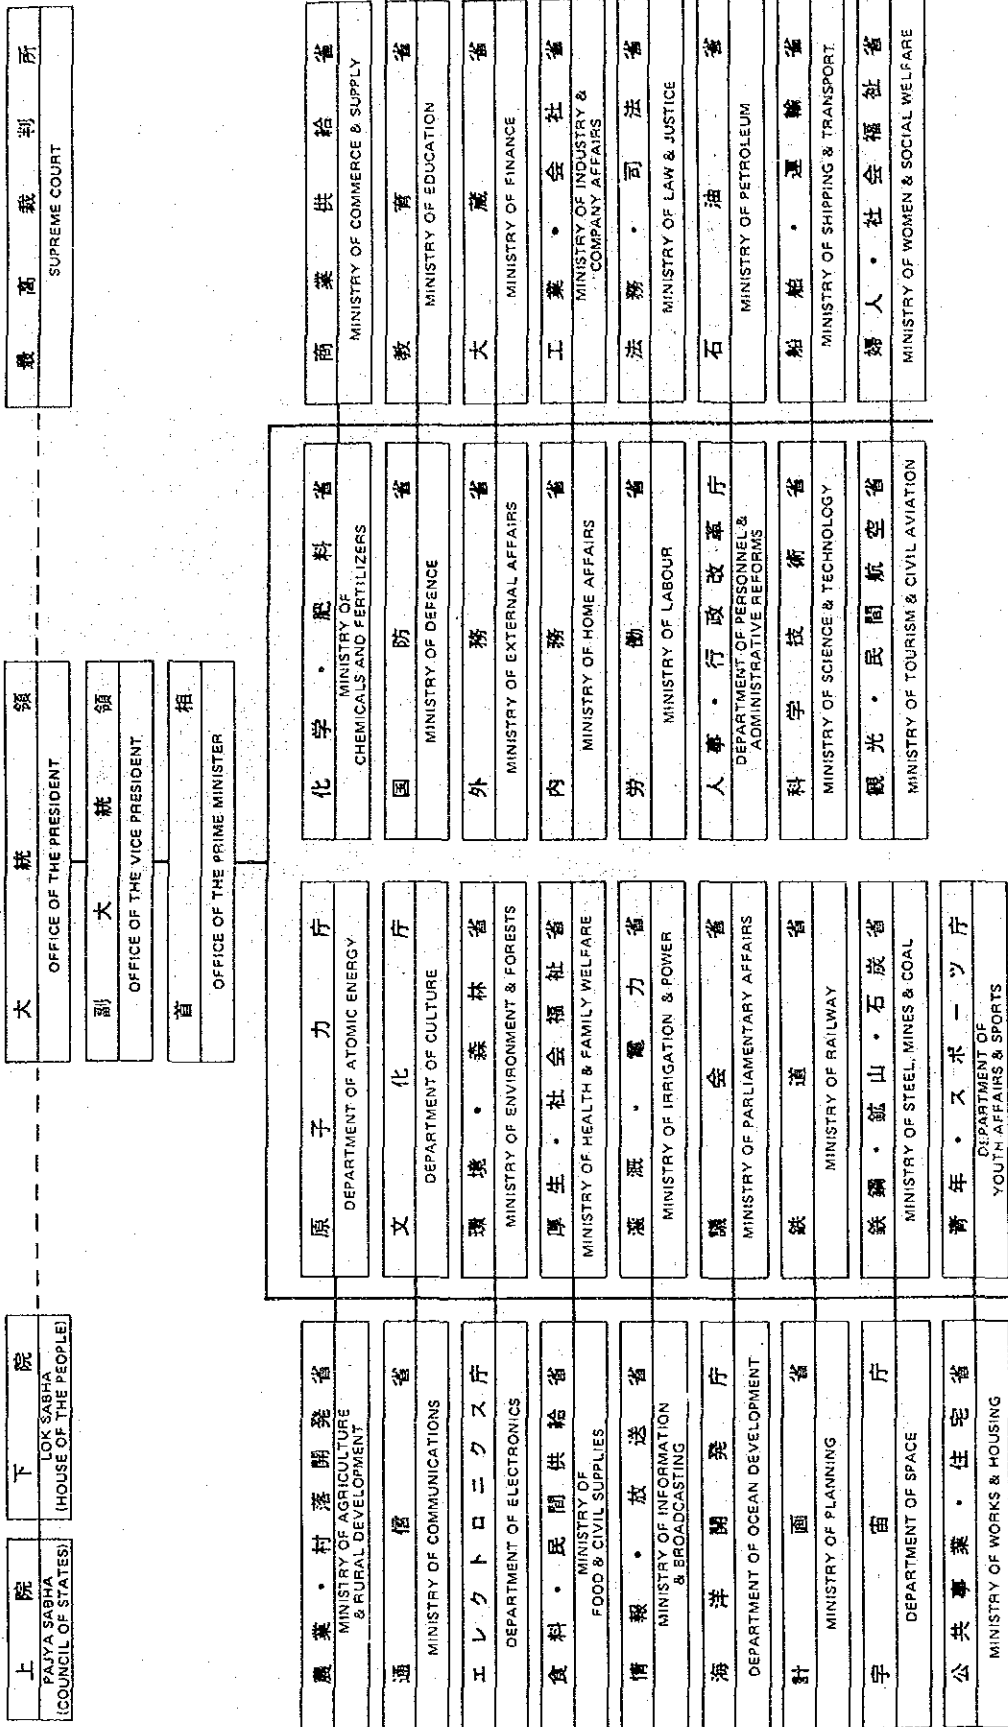 上院
PAJYA SABHA
(COUNCIL OF STATES)
下院
LOK SABHA
(HOUSE OF THE PEOPLE)
大統領
OFFICE OF THE PRESIDENT
副大統領
OFFICE OF THE VICE PRESIDENT
首相
OFFICE OF THE PRIME MINISTER
最高裁判所
SUPREME COURT
農業・村落開発省
MINISTRY OF AGRICULTURE
& RURAL DEVELOPMENT
原子力庁
DEPARTMENT OF ATOMIC ENERGY
化学・肥料省
MINISTRY OF
CHEMICALS AND FERTILIZERS
商業供給省
MINISTRY OF COMMERCE & SUPPLY
通信省
MINISTRY OF COMMUNICATIONS
文化庁
DEPARTMENT OF CULTURE
国防省
MINISTRY OF DEFENCE
教育省
MINISTRY OF EDUCATION
エレクトロニクス庁
DEPARTMENT OF ELECTRONICS
環境・森林省
MINISTRY OF ENVIRONMENT & FORESTS
外務省
MINISTRY OF EXTERNAL AFFAIRS
大蔵省
MINISTRY OF FINANCE
食料・民間供給省
MINISTRY OF
FOOD & CIVIL SUPPLIES
厚生・社会福祉省
MINISTRY OF HEALTH & FAMILY WELFARE
内務省
MINISTRY OF HOME AFFAIRS
工業・会社省
MINISTRY OF INDUSTRY &
COMPANY AFFAIRS
情報・放送省
MINISTRY OF INFORMATION
& BROADCASTING
灌漑・電力省
MINISTRY OF IRRIGATION & POWER
労働省
MINISTRY OF LABOUR
法務・司法省
MINISTRY OF LAW & JUSTICE
海洋開発庁
DEPARTMENT OF OCEAN DEVELOPMENT
議会省
MINISTRY OF PARLIAMENTARY AFFAIRS
人事・行政改革庁
DEPARTMENT OF PERSONNEL &
ADMINISTRATIVE REFORMS
石油省
MINISTRY OF PETROLEUM
計画省
MINISTRY OF PLANNING
鉄道省
MINISTRY OF RAILWAY
科学技術省
MINISTRY OF SCIENCE & TECHNOLOGY
船舶・運輸省
MINISTRY OF SHIPPING & TRANSPORT
宇宙庁
DEPARTMENT OF SPACE
鉄鋼・鉱山・石炭省
MINISTRY OF STEEL, MINES & COAL
観光・民間航空省
MINISTRY OF TOURISM & CIVIL AVIATION
婦人・社会福祉省
MINISTRY OF WOMEN & SOCIAL WELFARE
公共事業・住宅省
MINISTRY OF WORKS & HOUSING
青年・スポーツ庁
DEPARTMENT OF
YOUTH AFFAIRS & SPORTS